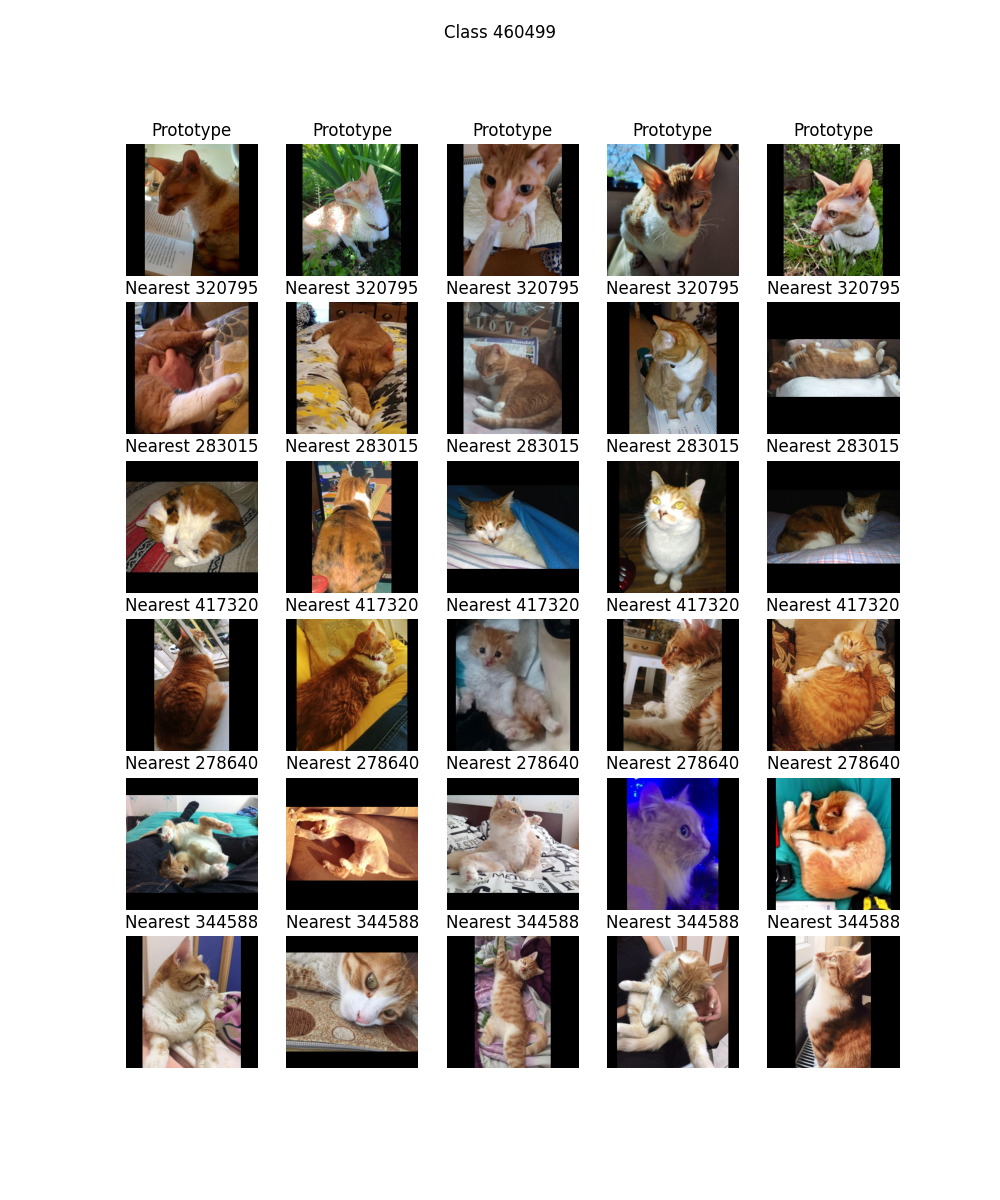 Class 460499
Prototype Prototype Prototype Prototype Prototype
Nearest 320795 Nearest 320795 Nearest 320795 Nearest 320795 Nearest 320795
LOVE
Nearest 283015 Nearest 283015 Nearest 283015 Nearest 283015 Nearest 283015
Nearest 417320 Nearest 417320 Nearest 417320 Nearest 417320 Nearest 417320
Nearest 278640 Nearest 278640 Nearest 278640 Nearest 278640 Nearest 278640
Nearest 344588 Nearest 344588 Nearest 344588 Nearest 344588 Nearest 344588